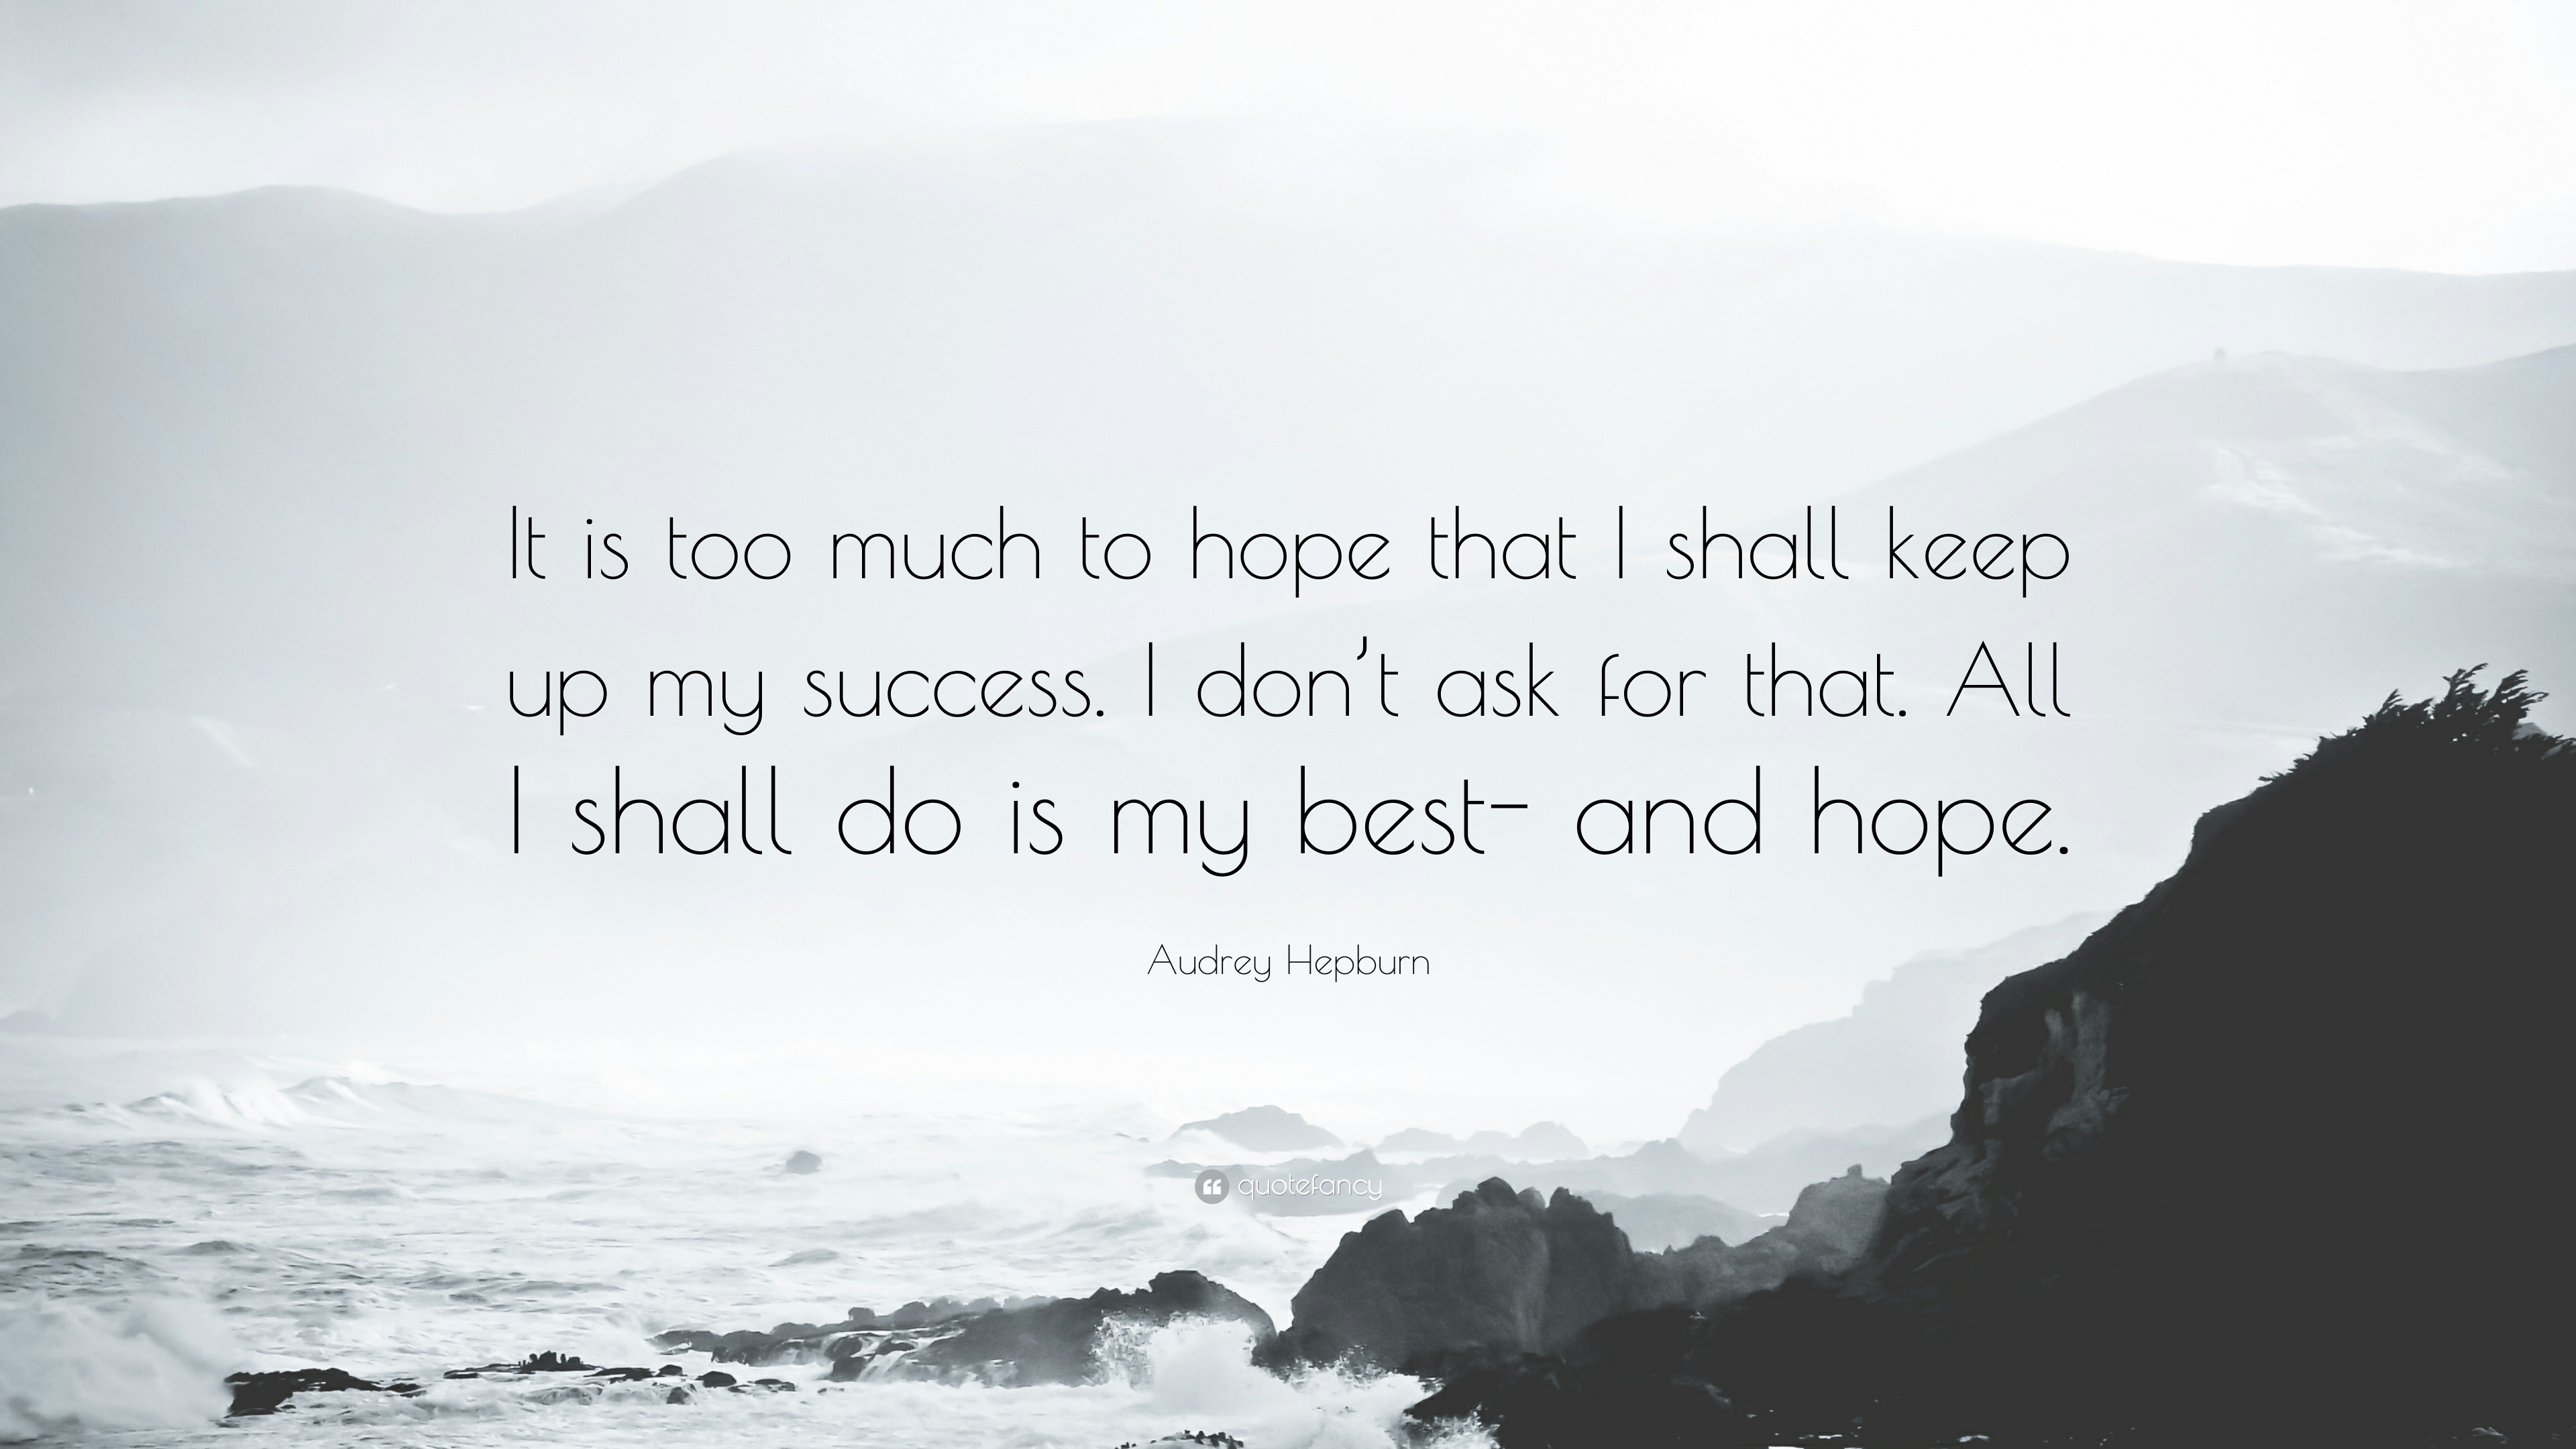 It is too much to hope that I shall keep
up my success. I don’t ask for that. All
I shall do is my best– and hope.
Audrey Hepburn
quotefancy